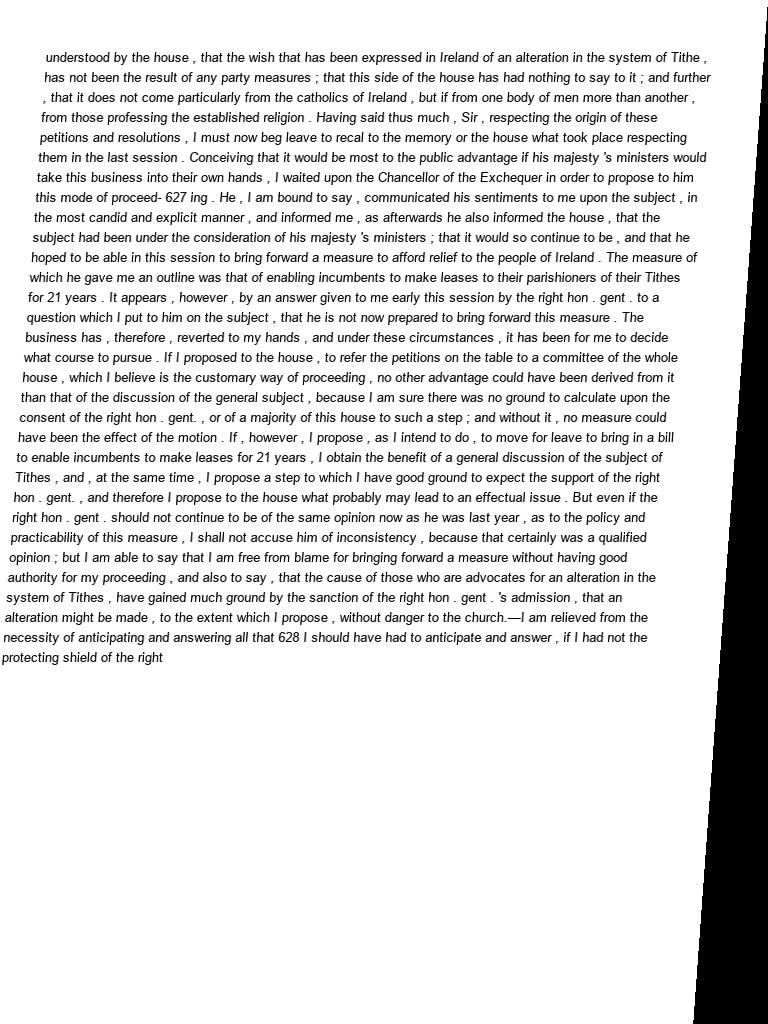 understood by the house , that the wish that has been expressed in Ireland of an alteration in the system of Tithe ,
has not been the result of any party measures ; that this side of the house has had nothing to say to it ; and further
, that it does not come particularly from the catholics of Ireland , but if from one body of men more than another ,
from those professing the established religion . Having said thus much , Sir , respecting the origin of these
petitions and resolutions , I must now beg leave to recal to the memory or the house what took place respecting
them in the last session . Conceiving that it would be most to the public advantage if his majesty 's ministers would
take this business into their own hands , I waited upon the Chancellor of the Exchequer in order to propose to him
this mode of proceed- 627 ing . He , I am bound to say , communicated his sentiments to me upon the subject , in
the most candid and explicit manner , and informed me , as afterwards he also informed the house , that the
subject had been under the consideration of his majesty 's ministers ; that it would so continue to be , and that he
hoped to be able in this session to bring forward a measure to afford relief to the people of Ireland . The measure of
which he gave me an outline was that of enabling incumbents to make leases to their parishioners of their Tithes
for 21 years . It appears , however , by an answer given to me early this session by the right hon . gent . to a
question which I put to him on the subject , that he is not now prepared to bring forward this measure . The
business has , therefore , reverted to my hands , and under these circumstances , it has been for me to decide
what course to pursue . If I proposed to the house , to refer the petitions on the table to a committee of the whole
house , which I believe is the customary way of proceeding , no other advantage could have been derived from it
than that of the discussion of the general subject , because I am sure there was no ground to calculate upon the
consent of the right hon . gent. , or of a majority of this house to such a step ; and without it , no measure could
have been the effect of the motion . If , however , I propose , as I intend to do , to move for leave to bring in a bill
to enable incumbents to make leases for 21 years , I obtain the benefit of a general discussion of the subject of
Tithes , and , at the same time , I propose a step to which I have good ground to expect the support of the right
hon . gent. , and therefore I propose to the house what probably may lead to an effectual issue . But even if the
right hon . gent . should not continue to be of the same opinion now as he was last year , as to the policy and
practicability of this measure , I shall not accuse him of inconsistency , because that certainly was a qualified
opinion ; but I am able to say that I am free from blame for bringing forward a measure without having good
authority for my proceeding , and also to say , that the cause of those who are advocates for an alteration in the
system of Tithes , have gained much ground by the sanction of the right hon . gent . 's admission , that an
alteration might be made , to the extent which I propose , without danger to the church.—I am relieved from the
necessity of anticipating and answering all that 628 I should have had to anticipate and answer , if I had not the
protecting shield of the right